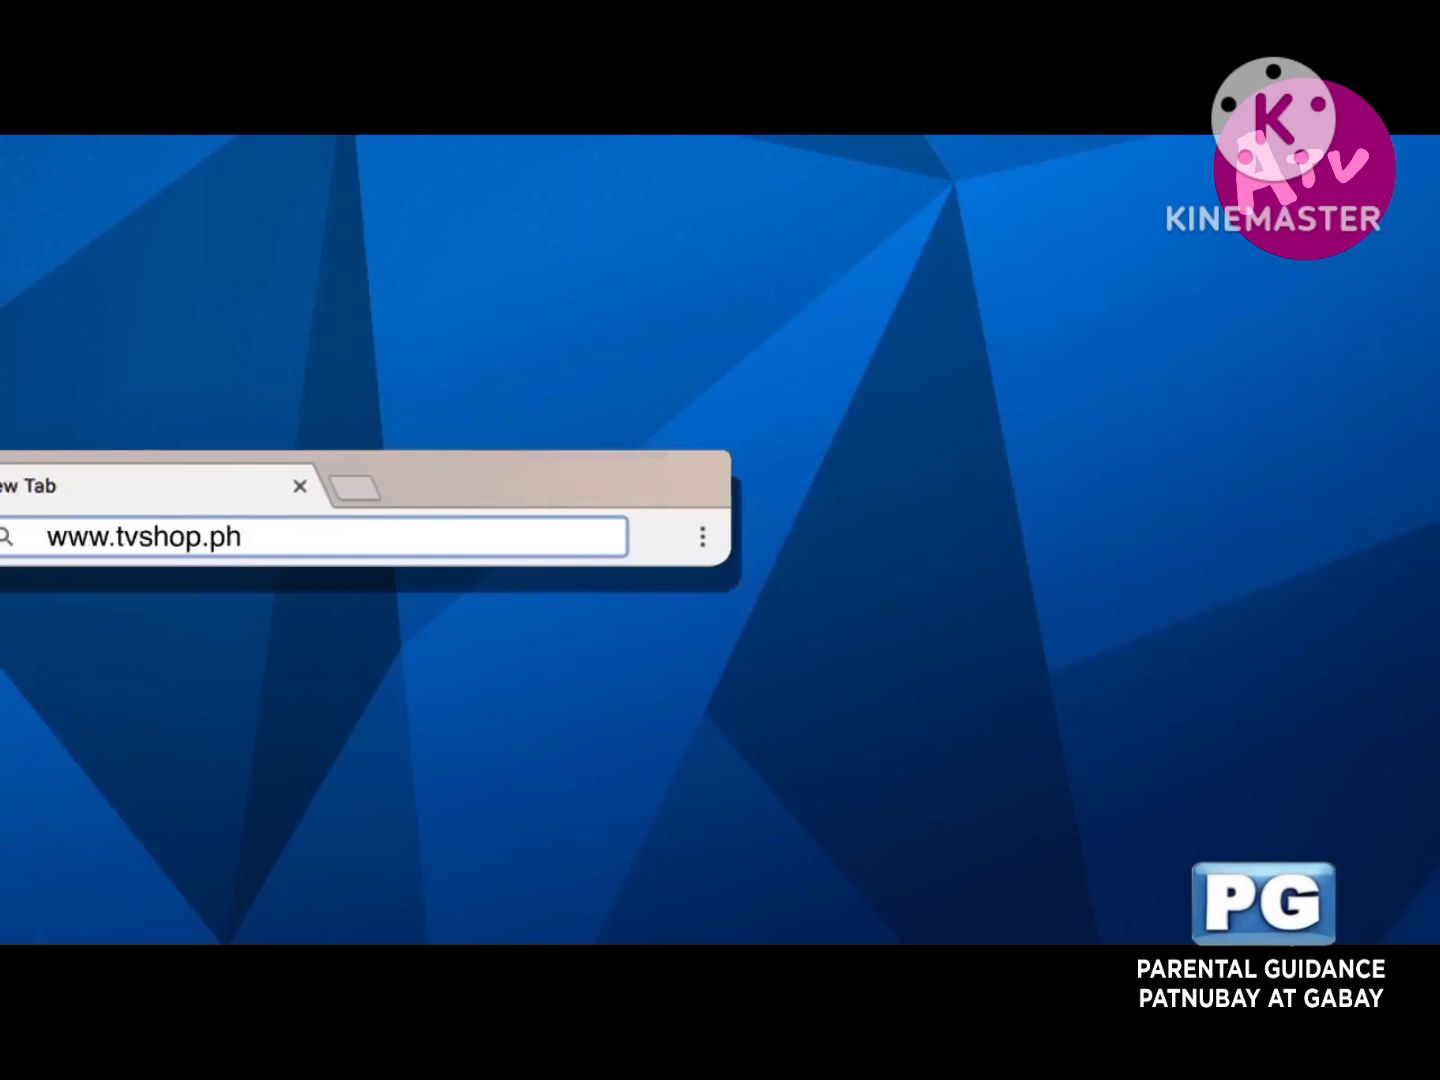 K
ATV
KINEMASTER
ew Tab
www.tvshop.ph
PG
PARENTAL GUIDANCE
PATNUBAY AT GABAY